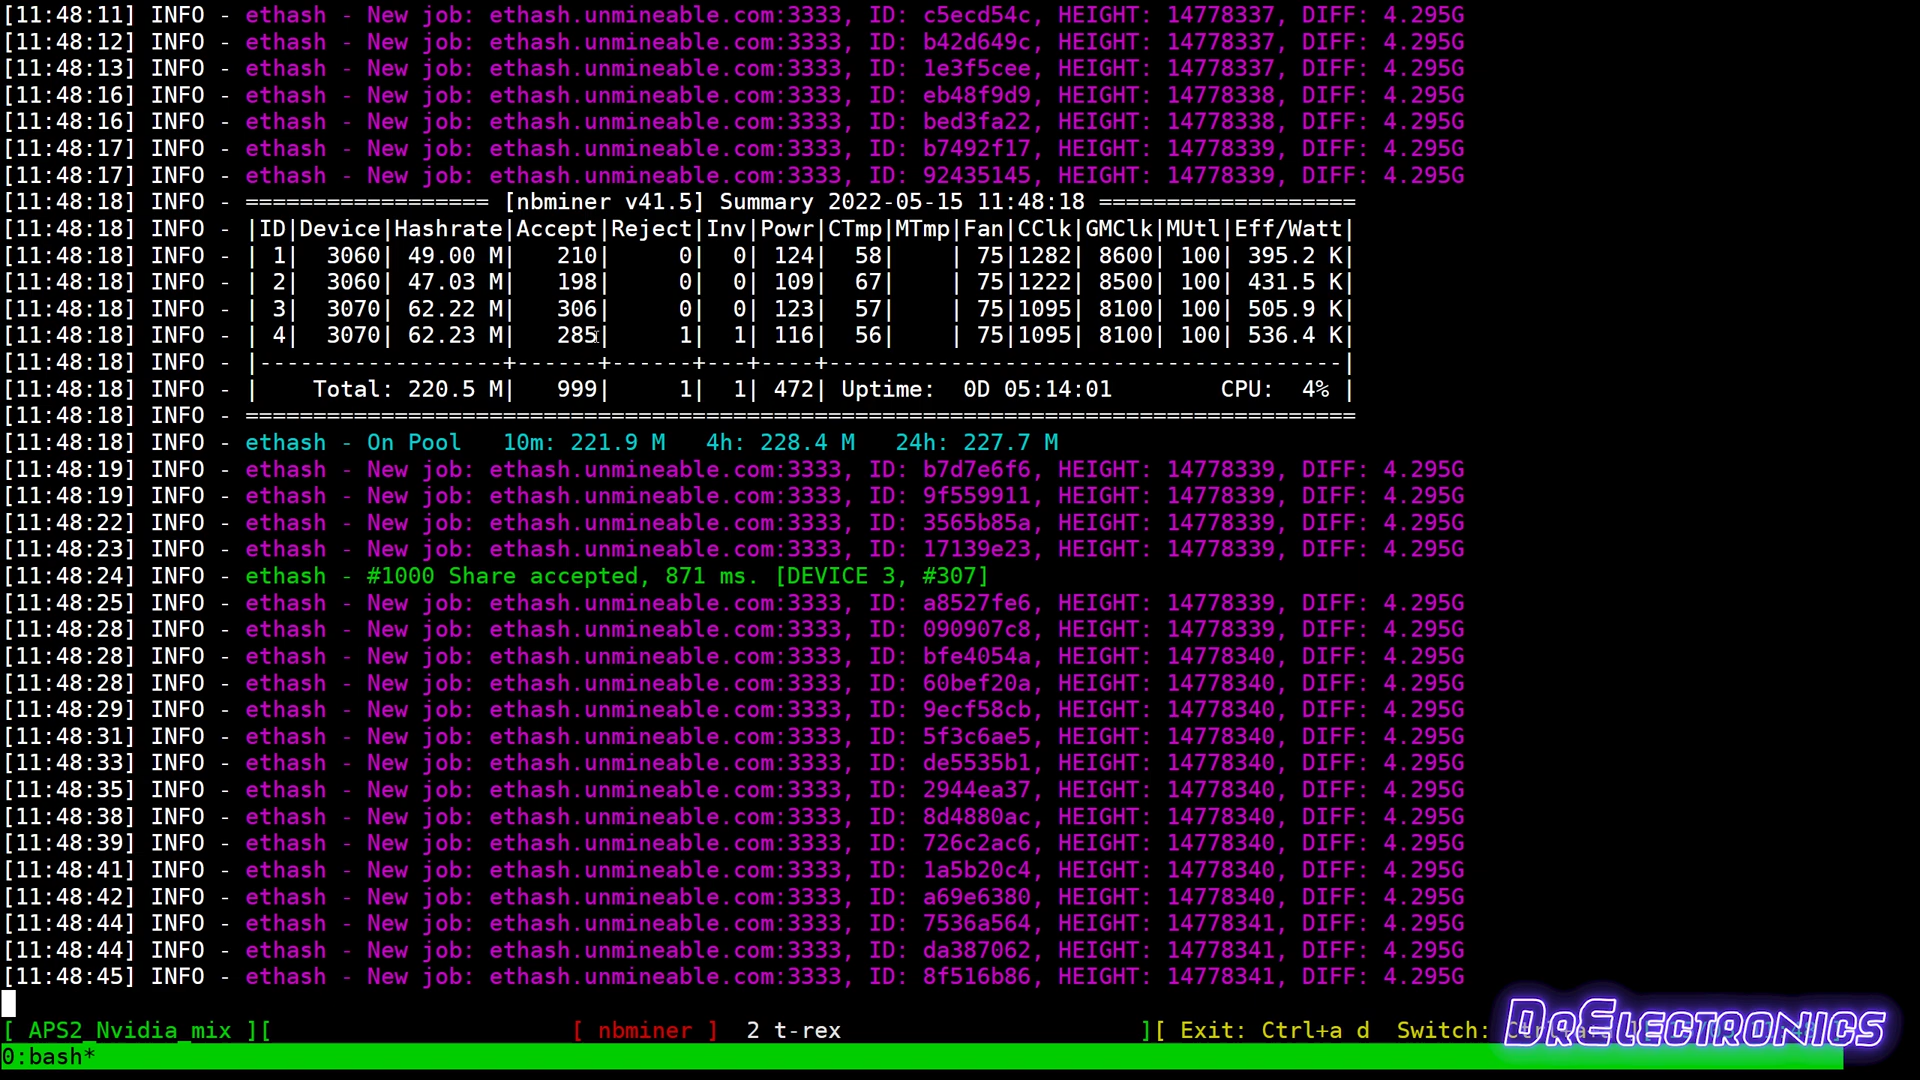 [11:48:11] INFO - ethash - New job: ethash.unmineable.com:3333, ID: c5ecd54c, HEIGHT: 14778337, DIFF: 4.295G
[11:48:12] INFO - ethash - New job: ethash.unmineable.com:3333, ID: b42d649c, HEIGHT: 14778337, DIFF: 4.295G
[11:48:13] INFO - ethash - New job: ethash.unmineable.com:3333, ID: 1e3f5cee, HEIGHT: 14778337, DIFF: 4.295G
[11:48:16] INFO - ethash - New job: ethash.unmineable.com:3333, ID: eb48f9d9, HEIGHT: 14778338, DIFF: 4.295G
[11:48:16] INFO - ethash - New job: ethash.unmineable.com:3333, ID: bed3fa22, HEIGHT: 14778338, DIFF: 4.295G
[11:48:17] INFO - ethash - New job: ethash.unmineable.com:3333, ID: b7492f17, HEIGHT: 14778339, DIFF: 4.295G
[11:48:17] INFO - ethash - New job: ethash.unmineable.com:3333, ID: 92435145, HEIGHT: 14778339, DIFF: 4.295G
[11:48:18] INFO - ================== [nbminer v41.5] Summary 2022-05-15 11:48:18 ===================
[11:48:18] INFO - |ID|Device|Hashrate|Accept|Reject|Inv|Powr|CTmp|MTmp|Fan|CClk|GMClk|MUtl|Eff/Watt|
[11:48:18] INFO - | 1|  3060| 49.00 M|   210|     0|  0| 124|  58|    | 75|1282| 8600| 100| 395.2 K|
[11:48:18] INFO - | 2|  3060| 47.03 M|   198|     0|  0| 109|  67|    | 75|1222| 8500| 100| 431.5 K|
[11:48:18] INFO - | 3|  3070| 62.22 M|   306|     0|  0| 123|  57|    | 75|1095| 8100| 100| 505.9 K|
[11:48:18] INFO - | 4|  3070| 62.23 M|   285|     1|  1| 116|  56|    | 75|1095| 8100| 100| 536.4 K|
[11:48:18] INFO - |------------------+------+------+---+----+--------------------------------------|
[11:48:18] INFO - |    Total: 220.5 M|   999|     1|  1| 472| Uptime:  0D 05:14:01        CPU:  4% |
[11:48:18] INFO - ==================================================================================
[11:48:18] INFO - ethash - On Pool   10m: 221.9 M   4h: 228.4 M   24h: 227.7 M
[11:48:19] INFO - ethash - New job: ethash.unmineable.com:3333, ID: b7d7e6f6, HEIGHT: 14778339, DIFF: 4.295G
[11:48:19] INFO - ethash - New job: ethash.unmineable.com:3333, ID: 9f559911, HEIGHT: 14778339, DIFF: 4.295G
[11:48:22] INFO - ethash - New job: ethash.unmineable.com:3333, ID: 3565b85a, HEIGHT: 14778339, DIFF: 4.295G
[11:48:23] INFO - ethash - New job: ethash.unmineable.com:3333, ID: 17139e23, HEIGHT: 14778339, DIFF: 4.295G
[11:48:24] INFO - ethash - #1000 Share accepted, 871 ms. [DEVICE 3, #307]
[11:48:25] INFO - ethash - New job: ethash.unmineable.com:3333, ID: a8527fe6, HEIGHT: 14778339, DIFF: 4.295G
[11:48:28] INFO - ethash - New job: ethash.unmineable.com:3333, ID: 090907c8, HEIGHT: 14778339, DIFF: 4.295G
[11:48:28] INFO - ethash - New job: ethash.unmineable.com:3333, ID: bfe4054a, HEIGHT: 14778340, DIFF: 4.295G
[11:48:28] INFO - ethash - New job: ethash.unmineable.com:3333, ID: 60bef20a, HEIGHT: 14778340, DIFF: 4.295G
[11:48:29] INFO - ethash - New job: ethash.unmineable.com:3333, ID: 9ecf58cb, HEIGHT: 14778340, DIFF: 4.295G
[11:48:31] INFO - ethash - New job: ethash.unmineable.com:3333, ID: 5f3c6ae5, HEIGHT: 14778340, DIFF: 4.295G
[11:48:33] INFO - ethash - New job: ethash.unmineable.com:3333, ID: de5535b1, HEIGHT: 14778340, DIFF: 4.295G
[11:48:35] INFO - ethash - New job: ethash.unmineable.com:3333, ID: 2944ea37, HEIGHT: 14778340, DIFF: 4.295G
[11:48:38] INFO - ethash - New job: ethash.unmineable.com:3333, ID: 8d4880ac, HEIGHT: 14778340, DIFF: 4.295G
[11:48:39] INFO - ethash - New job: ethash.unmineable.com:3333, ID: 726c2ac6, HEIGHT: 14778340, DIFF: 4.295G
[11:48:41] INFO - ethash - New job: ethash.unmineable.com:3333, ID: 1a5b20c4, HEIGHT: 14778340, DIFF: 4.295G
[11:48:42] INFO - ethash - New job: ethash.unmineable.com:3333, ID: a69e6380, HEIGHT: 14778340, DIFF: 4.295G
[11:48:44] INFO - ethash - New job: ethash.unmineable.com:3333, ID: 7536a564, HEIGHT: 14778341, DIFF: 4.295G
[11:48:44] INFO - ethash - New job: ethash.unmineable.com:3333, ID: da387062, HEIGHT: 14778341, DIFF: 4.295G
[11:48:45] INFO - ethash - New job: ethash.unmineable.com:3333, ID: 8f516b86, HEIGHT: 14778341, DIFF: 4.295G
[ APS2_Nvidia_mix ][ [ nbminer ] 2 t-rex ][ Exit: Ctrl+a d Switch:
DrElectronics
0:bash*